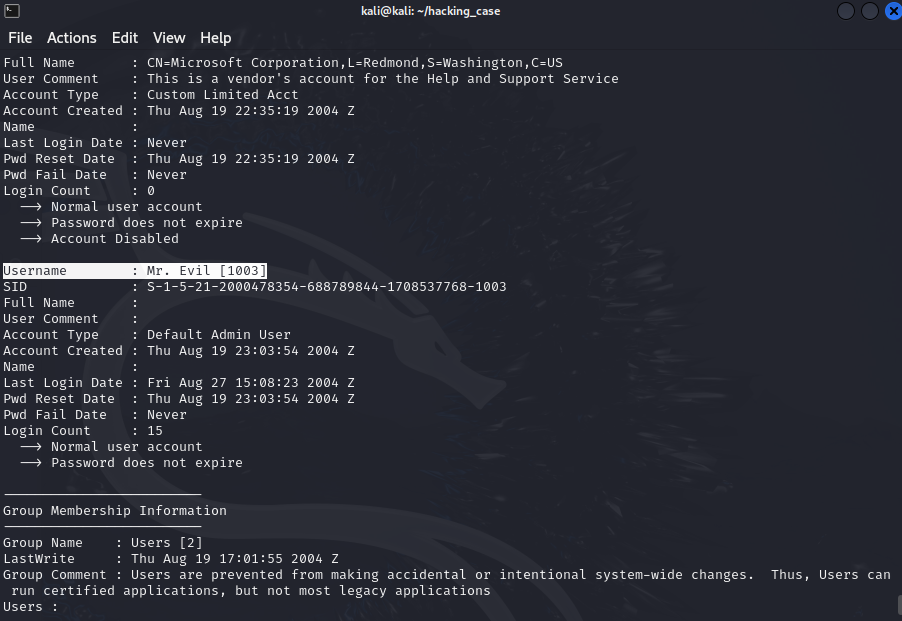 kali@kali: ~/hacking_case
File Actions Edit View Help
Full Name       : CN=Microsoft Corporation,L=Redmond,S=Washington,C=US
User Comment    : This is a vendor's account for the Help and Support Service
Account Type    : Custom Limited Acct
Account Created : Thu Aug 19 22:35:19 2004 Z
Name            :
Last Login Date : Never
Pwd Reset Date  : Thu Aug 19 22:35:19 2004 Z
Pwd Fail Date   : Never
Login Count     : 0
  --> Normal user account
  --> Password does not expire
  --> Account Disabled
Username        : Mr. Evil [1003]
SID             : S-1-5-21-2000478354-688789844-1708537768-1003
Full Name       :
User Comment    :
Account Type    : Default Admin User
Account Created : Thu Aug 19 23:03:54 2004 Z
Name            :
Last Login Date : Fri Aug 27 15:08:23 2004 Z
Pwd Reset Date  : Thu Aug 19 23:03:54 2004 Z
Pwd Fail Date   : Never
Login Count     : 15
  --> Normal user account
  --> Password does not expire
-------------------------
Group Membership Information
-------------------------
Group Name    : Users [2]
LastWrite     : Thu Aug 19 17:01:55 2004 Z
Group Comment : Users are prevented from making accidental or intentional system-wide changes.  Thus, Users can
 run certified applications, but not most legacy applications
Users :